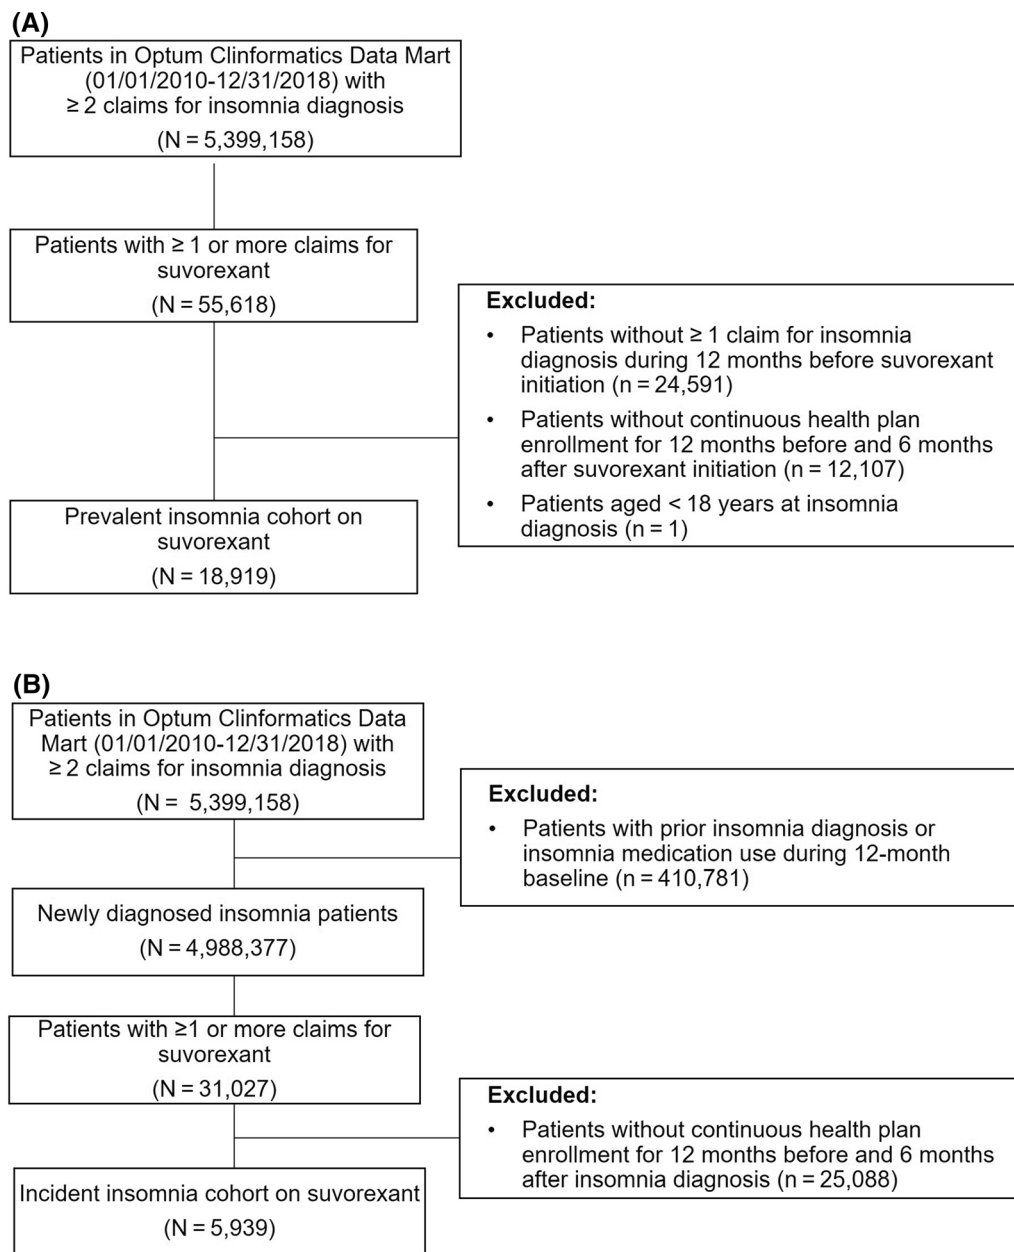 (A)
Patients in Optum Clinformatics Data Mart
(01/01/2010-12/31/2018) with
≥ 2 claims for insomnia diagnosis
(N = 5,399,158)
Patients with ≥ 1 or more claims for
suvorexant
(N = 55,618)
Excluded:
• Patients without ≥ 1 claim for insomnia
diagnosis during 12 months before suvorexant
initiation (n = 24,591)
• Patients without continuous health plan
enrollment for 12 months before and 6 months
after suvorexant initiation (n = 12,107)
• Patients aged < 18 years at insomnia
diagnosis (n = 1)
Prevalent insomnia cohort on
suvorexant
(N = 18,919)
(B)
Patients in Optum Clinformatics Data
Mart (01/01/2010-12/31/2018) with
≥ 2 claims for insomnia diagnosis
(N = 5,399,158)
Excluded:
• Patients with prior insomnia diagnosis or
insomnia medication use during 12-month
baseline (n = 410,781)
Newly diagnosed insomnia patients
(N = 4,988,377)
Patients with ≥1 or more claims for
suvorexant
(N = 31,027)
Excluded:
• Patients without continuous health plan
enrollment for 12 months before and 6 months
after insomnia diagnosis (n = 25,088)
Incident insomnia cohort on suvorexant
(N = 5,939)